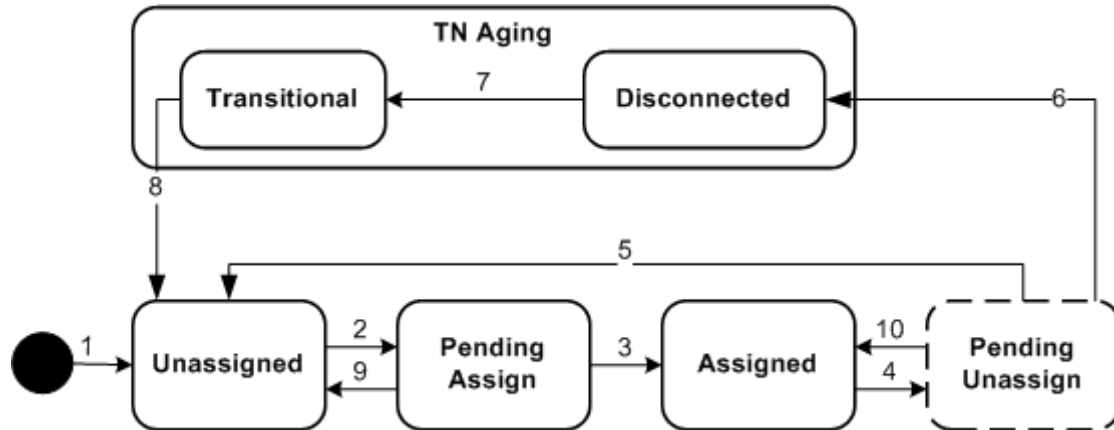 TN Aging
Transitional
7
Disconnected
6
8
5
1
Unassigned
2
9
Pending
Assign
3
Assigned
10
4
Pending
Unassign